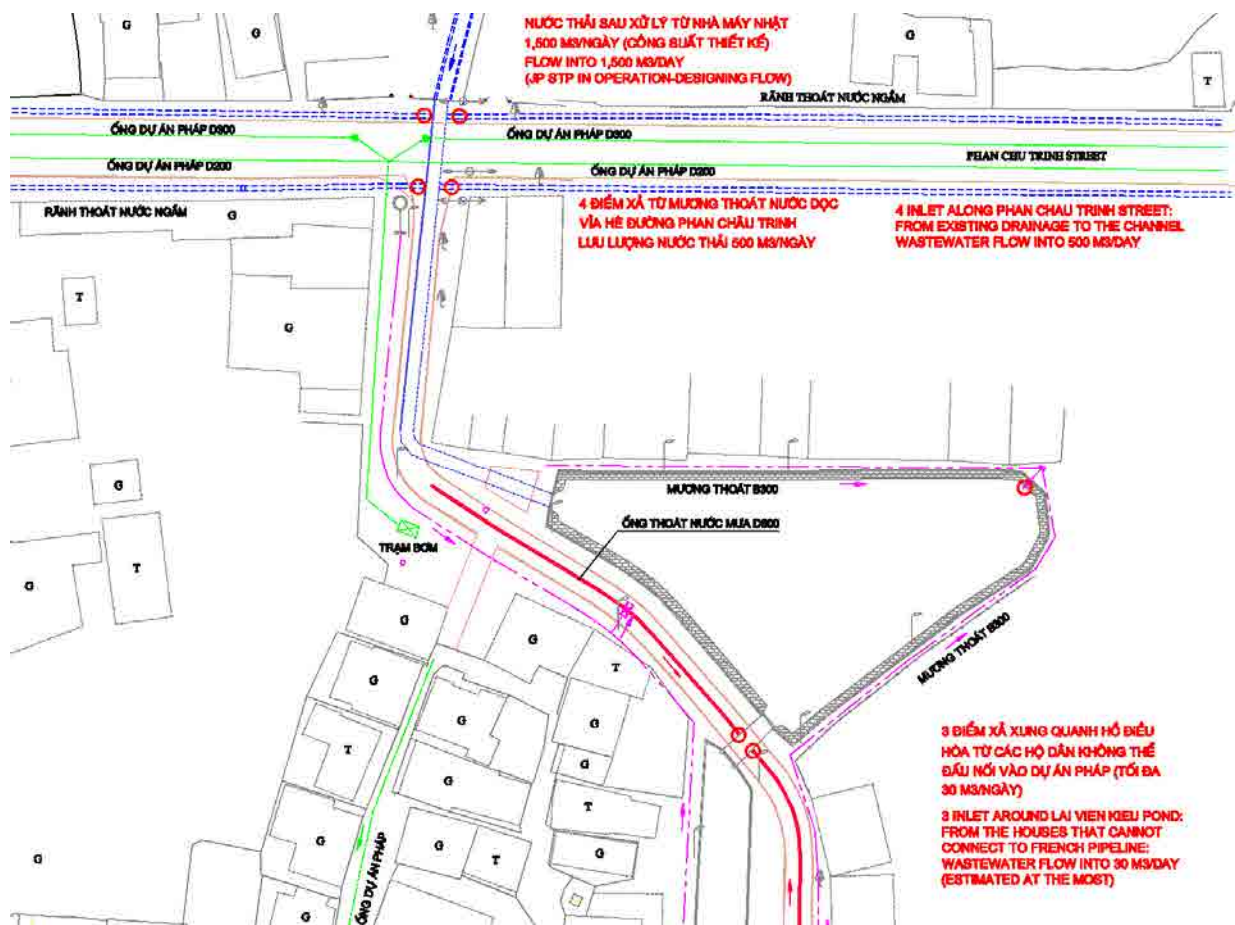 NƯỚC THẢI SAU XỬ LÝ TỪ NHÀ MÁY NHẬT
1,500 M3/NGÀY (CÔNG SUẤT THIẾT KẾ)
FLOW INTO 1,500 M3/DAY
(JP STP IN OPERATION-DESIGNING FLOW)
G
G
G
T
RÃNH THOÁT NƯỚC NGẦM
ỐNG DỰ ÁN PHÁP D300
ỐNG DỰ ÁN PHÁP D300
PHAN CHU TRINH STREET
ỐNG DỰ ÁN PHÁP D200
ỐNG DỰ ÁN PHÁP D200
RÃNH THOÁT NƯỚC NGẦM
G
4 ĐIỂM XẢ TỪ MƯƠNG THOÁT NƯỚC DỌC
VỈA HÈ ĐƯỜNG PHAN CHÂU TRINH
LƯU LƯỢNG NƯỚC THẢI 500 M3/NGÀY
4 INLET ALONG PHAN CHAU TRINH STREET:
FROM EXISTING DRAINAGE TO THE CHANNEL
WASTEWATER FLOW INTO 500 M3/DAY
T
G
G
MƯƠNG THOÁT B300
ỐNG THOÁT NƯỚC MƯA D600
TRẠM BƠM
T
G
G
G
T
MƯƠNG THOÁT B300
G
G
G
T
G
T
G
G
T
G
G
G
ỐNG DỰ ÁN PHÁP
3 ĐIỂM XẢ XUNG QUANH HỒ ĐIỀU
HÒA TỪ CÁC HỘ DÂN KHÔNG THỂ
ĐẤU NỐI VÀO DỰ ÁN PHÁP (TỐI ĐA
30 M3/NGÀY)
3 INLET AROUND LAI VIEN KIEU POND:
FROM THE HOUSES THAT CANNOT
CONNECT TO FRENCH PIPELINE:
WASTEWATER FLOW INTO 30 M3/DAY
(ESTIMATED AT THE MOST)